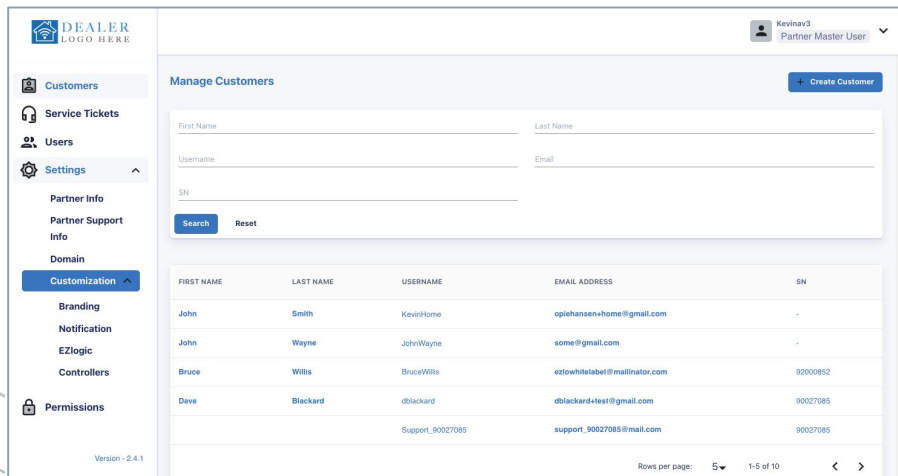 DEALER
LOGO HERE
Kevinav3
Partner Master User
Customers
Service Tickets
Users
Settings
Partner Info
Partner Support
Info
Domain
Customization
Branding
Notification
EZlogic
Controllers
Permissions
Version - 2.4.1
Manage Customers
+ Create Customer
First Name Last Name
Username Email
SN
Search Reset
FIRST NAME LAST NAME USERNAME EMAIL ADDRESS SN
John Smith KevinHome opiehansen+home@gmail.com -
John Wayne JohnWayne some@gmail.com -
Bruce Willis BruceWillis ezlowhitelabel@mailinator.com 92000852
Dave Blackard dblackard dblackard+test@gmail.com 90027085
Support_90027085 support_90027085@mail.com 90027085
Rows per page: 5 1-5 of 10